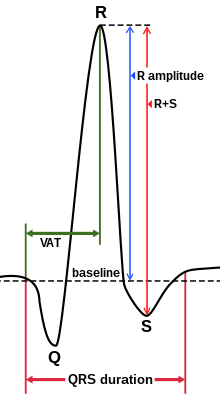 R
R amplitude
R+S
VAT
baseline
S
Q
QRS duration